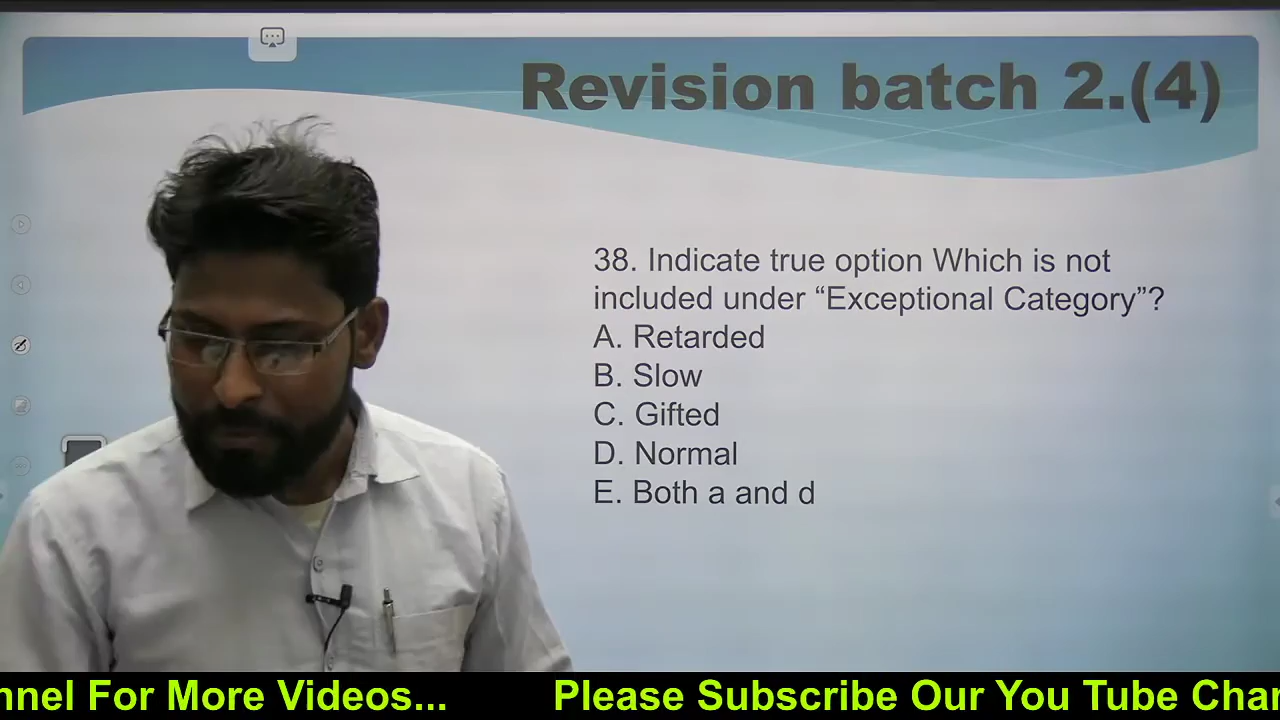 Revision batch 2.(4)
38. Indicate true option Which is not
included under “Exceptional Category”?
A. Retarded
B. Slow
C. Gifted
D. Normal
E. Both a and d
nnel For More Videos... Please Subscribe Our You Tube Chan